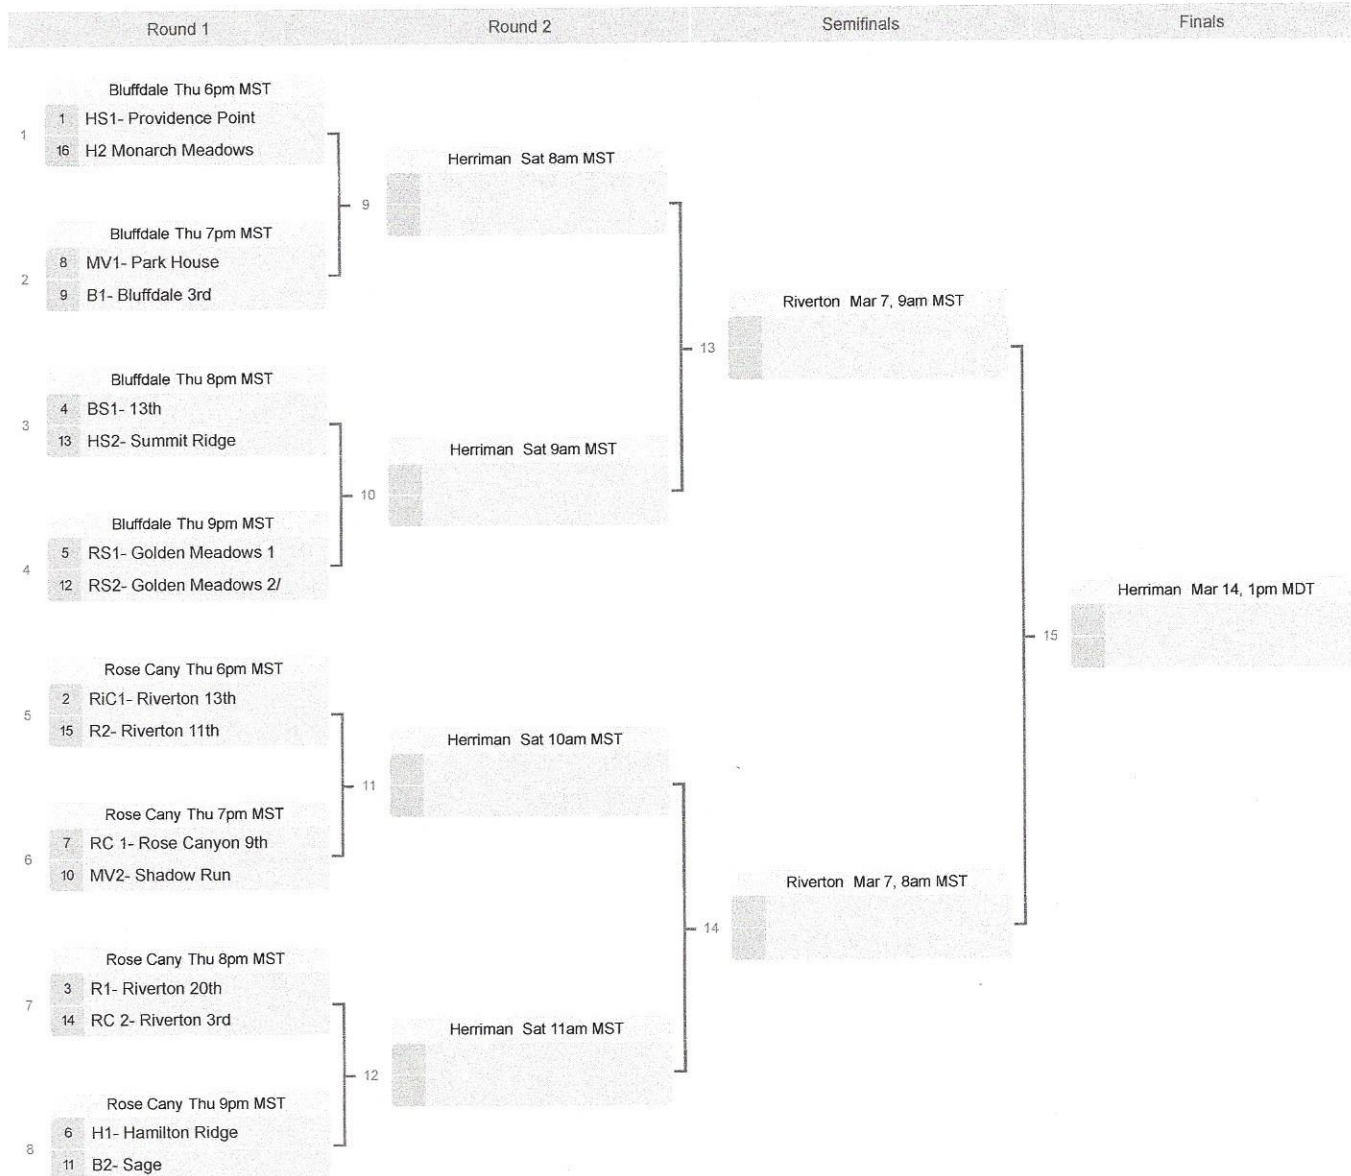 Round 1
Round 2
Semifinals
Finals
Bluffdale Thu 6pm MST
1
1 HS1- Providence Point
16 H2 Monarch Meadows
Bluffdale Thu 7pm MST
2
8 MV1- Park House
9 B1- Bluffdale 3rd
Bluffdale Thu 8pm MST
3
4 BS1- 13th
13 HS2- Summit Ridge
Bluffdale Thu 9pm MST
4
5 RS1- Golden Meadows 1
12 RS2- Golden Meadows 2/
Rose Cany Thu 6pm MST
5
2 RiC1- Riverton 13th
15 R2- Riverton 11th
Rose Cany Thu 7pm MST
6
7 RC 1- Rose Canyon 9th
10 MV2- Shadow Run
Rose Cany Thu 8pm MST
7
3 R1- Riverton 20th
14 RC 2- Riverton 3rd
Rose Cany Thu 9pm MST
8
6 H1- Hamilton Ridge
11 B2- Sage
Herriman Sat 8am MST
9
Herriman Sat 9am MST
10
Herriman Sat 10am MST
11
Herriman Sat 11am MST
12
Riverton Mar 7, 9am MST
13
Riverton Mar 7, 8am MST
14
Herriman Mar 14, 1pm MDT
15